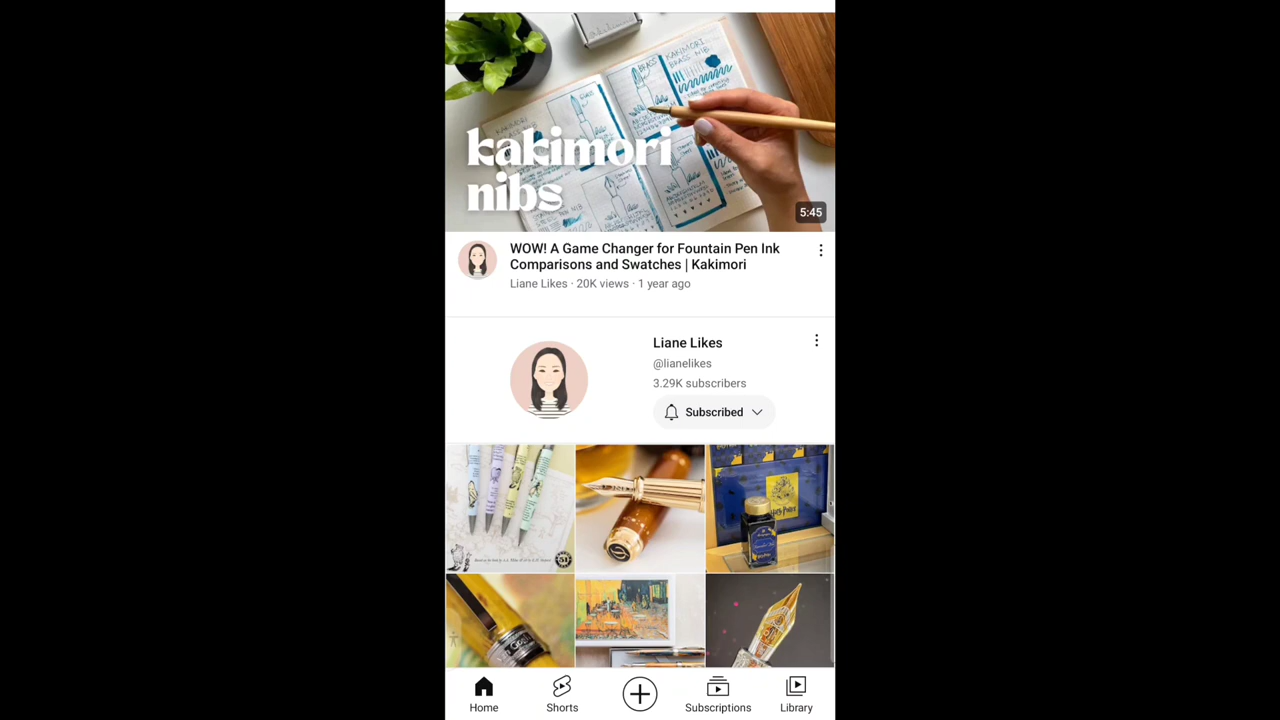 kakimori
nibs
5:45
WOW! A Game Changer for Fountain Pen Ink
Comparisons and Swatches | Kakimori
Liane Likes · 20K views · 1 year ago
Liane Likes
@lianelikes
3.29K subscribers
Subscribed
Home
Shorts
Subscriptions
Library